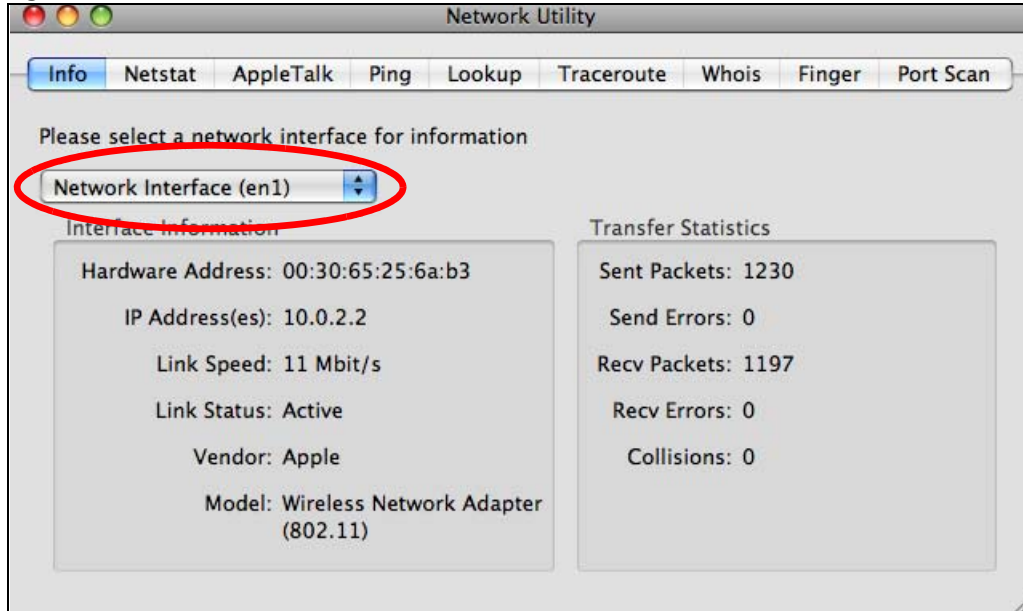 Network Utility
Info Netstat AppleTalk Ping Lookup Traceroute Whois Finger Port Scan
Please select a network interface for information
Network Interface (en1)
Interface Information
Hardware Address: 00:30:65:25:6a:b3
IP Address(es): 10.0.2.2
Link Speed: 11 Mbit/s
Link Status: Active
Vendor: Apple
Model: Wireless Network Adapter
(802.11)
Transfer Statistics
Sent Packets: 1230
Send Errors: 0
Recv Packets: 1197
Recv Errors: 0
Collisions: 0